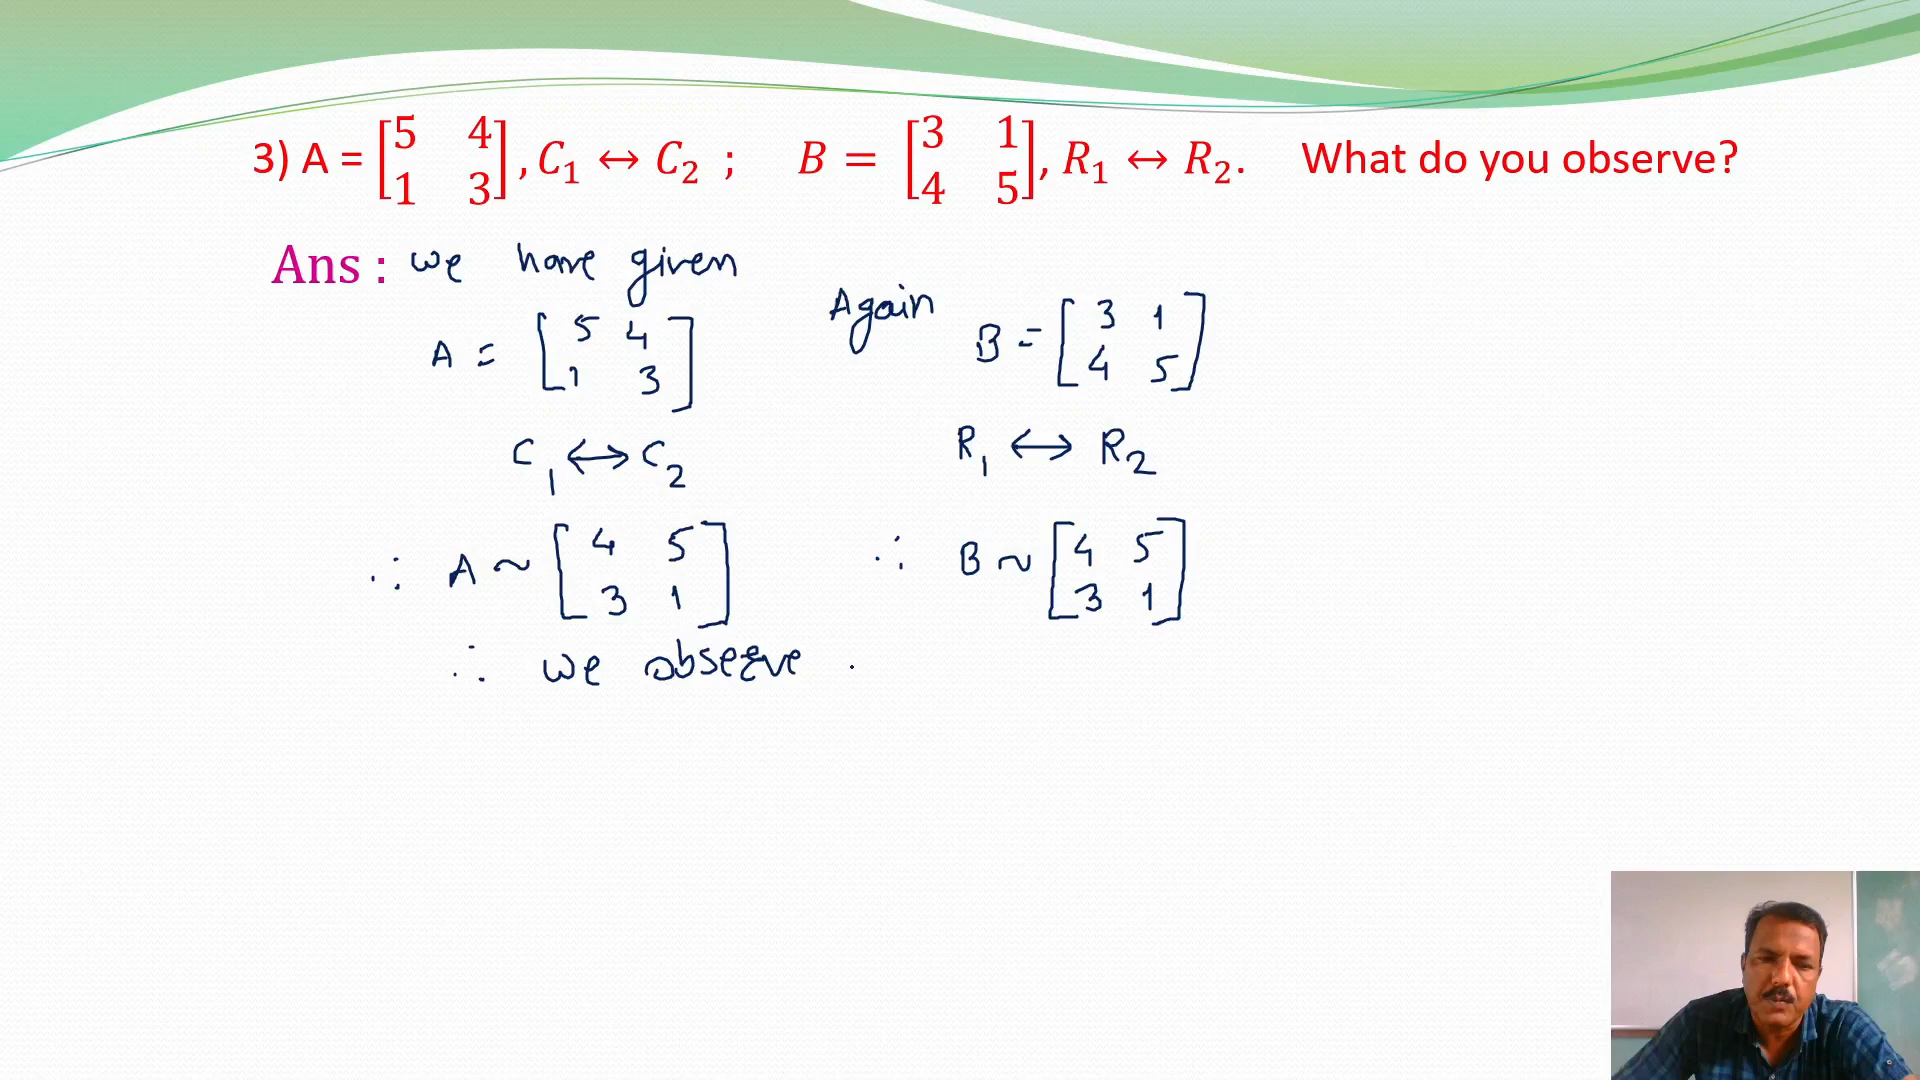 3) A = [5 4 1 3], C₁ ↔ C₂ ; B = [3 1 4 5], R₁ ↔ R₂. What do you observe?
Ans : we have given
A = [5 4 1 3]
Again B = [3 1 4 5]
C₁ ↔ C₂
R₁ ↔ R₂
∴ A ~ [4 5 3 1]
∴ B ~ [4 5 3 1]
∴ we observe .